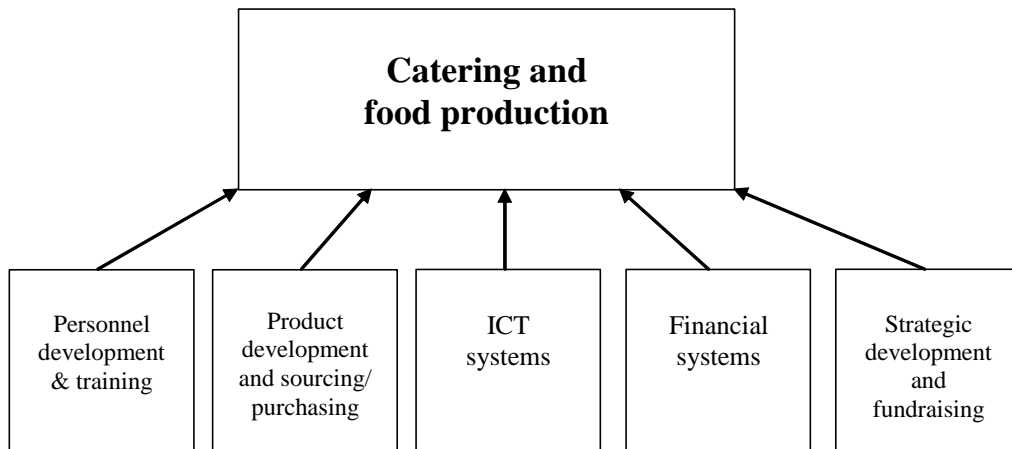 Catering and
food production
Personnel
development
& training
Product
development
and sourcing/
purchasing
ICT
systems
Financial
systems
Strategic
development
and
fundraising